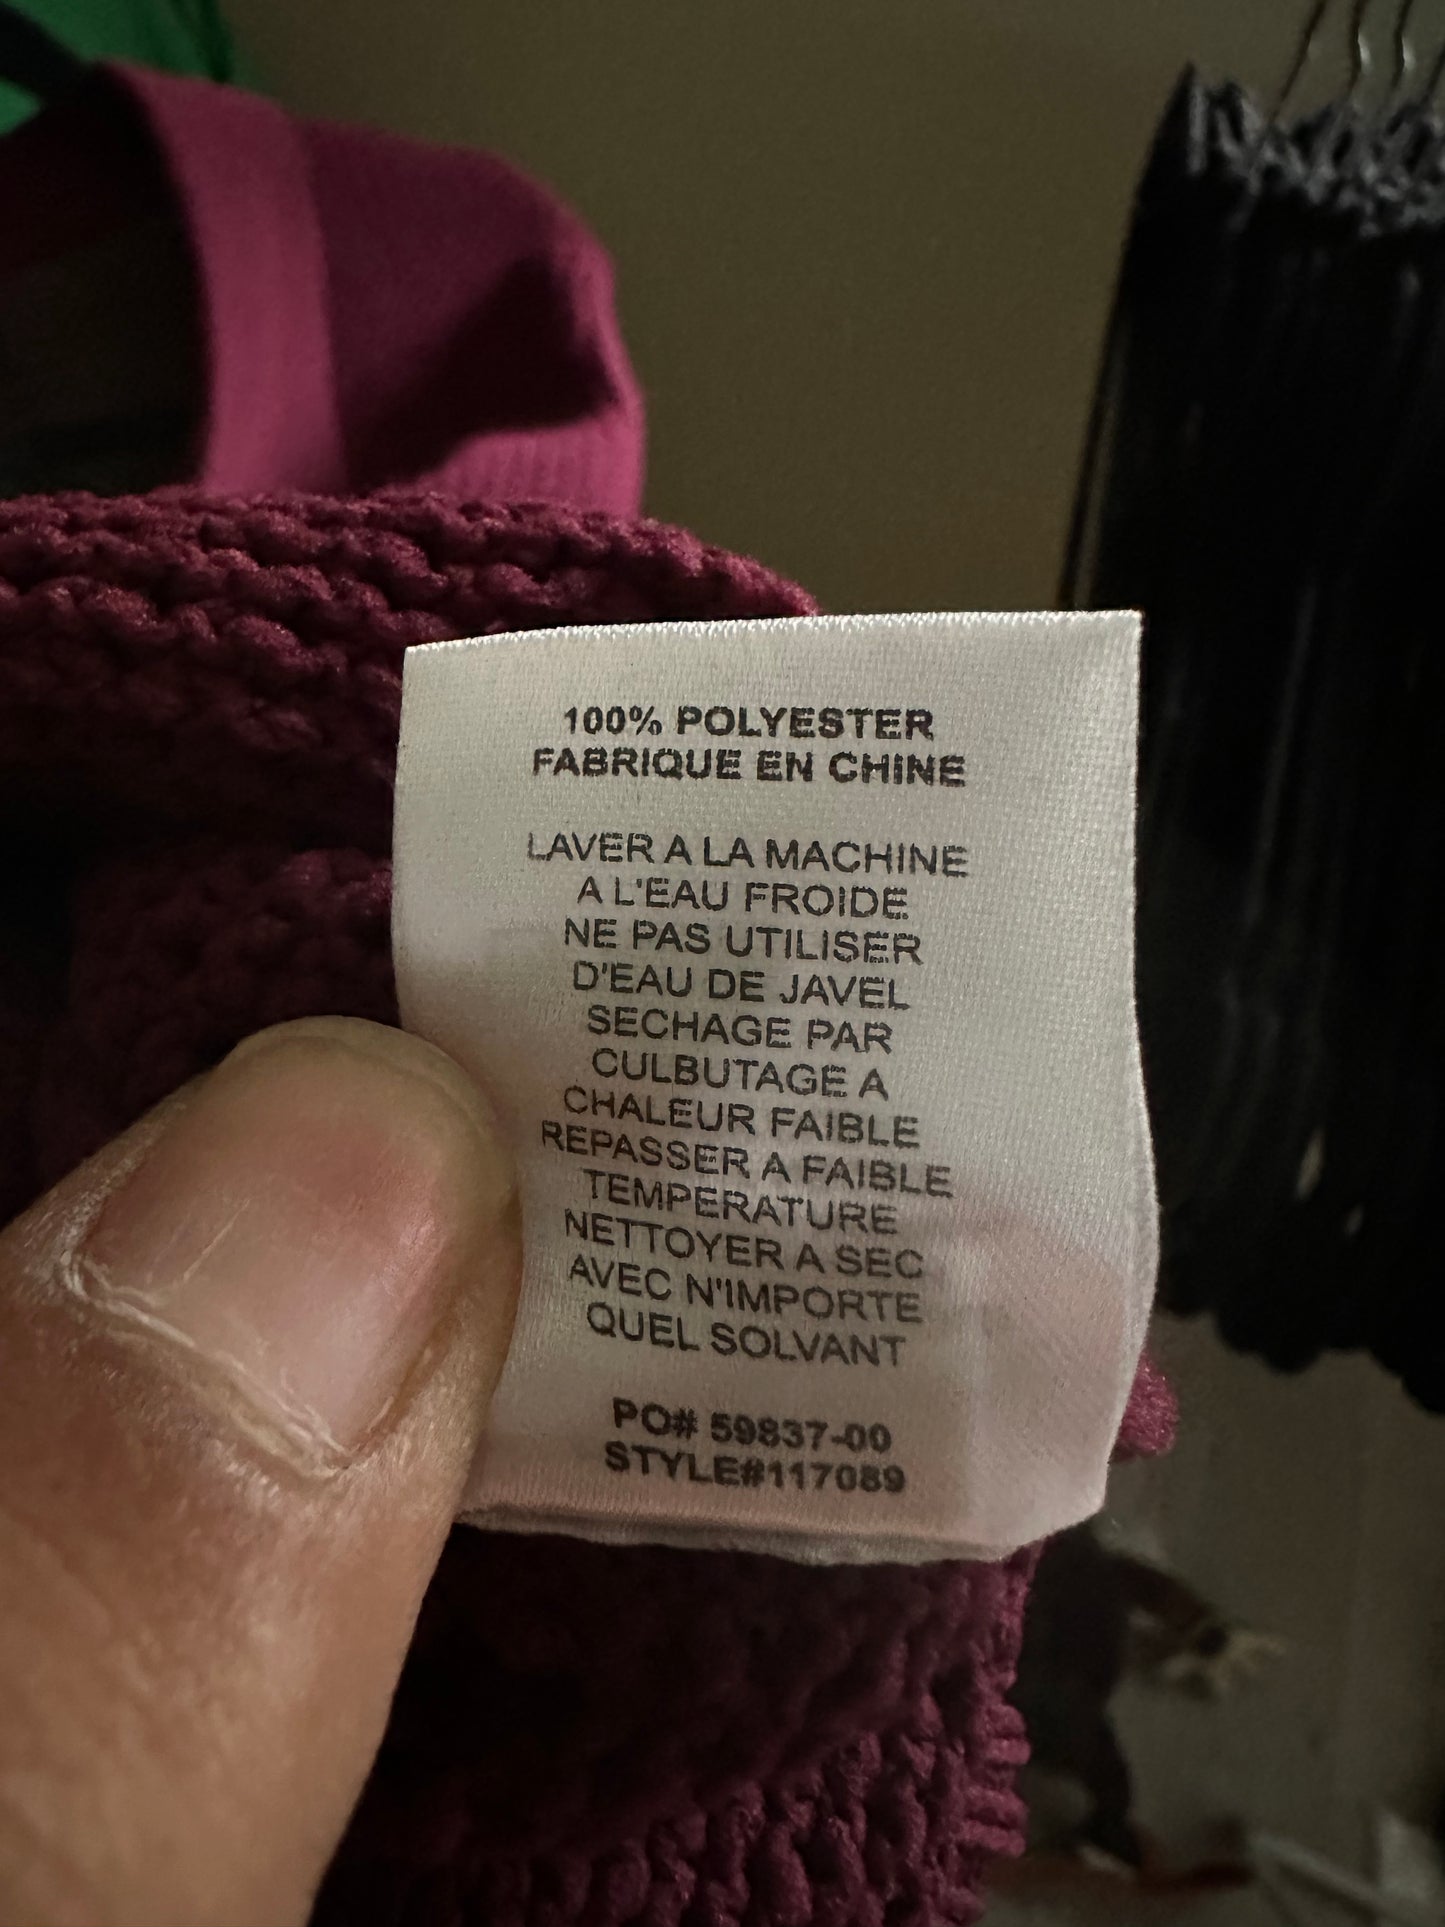 100% POLYESTER
FABRIQUE EN CHINE
LAVER A LA MACHINE
A L'EAU FROIDE
NE PAS UTILISER
D'EAU DE JAVEL
SECHAGE PAR
CULBUTAGE A
CHALEUR FAIBLE
REPASSER A FAIBLE
TEMPERATURE
NETTOYER A SEC
AVEC N'IMPORTE
QUEL SOLVANT
PO# 59837-00
STYLE#117089